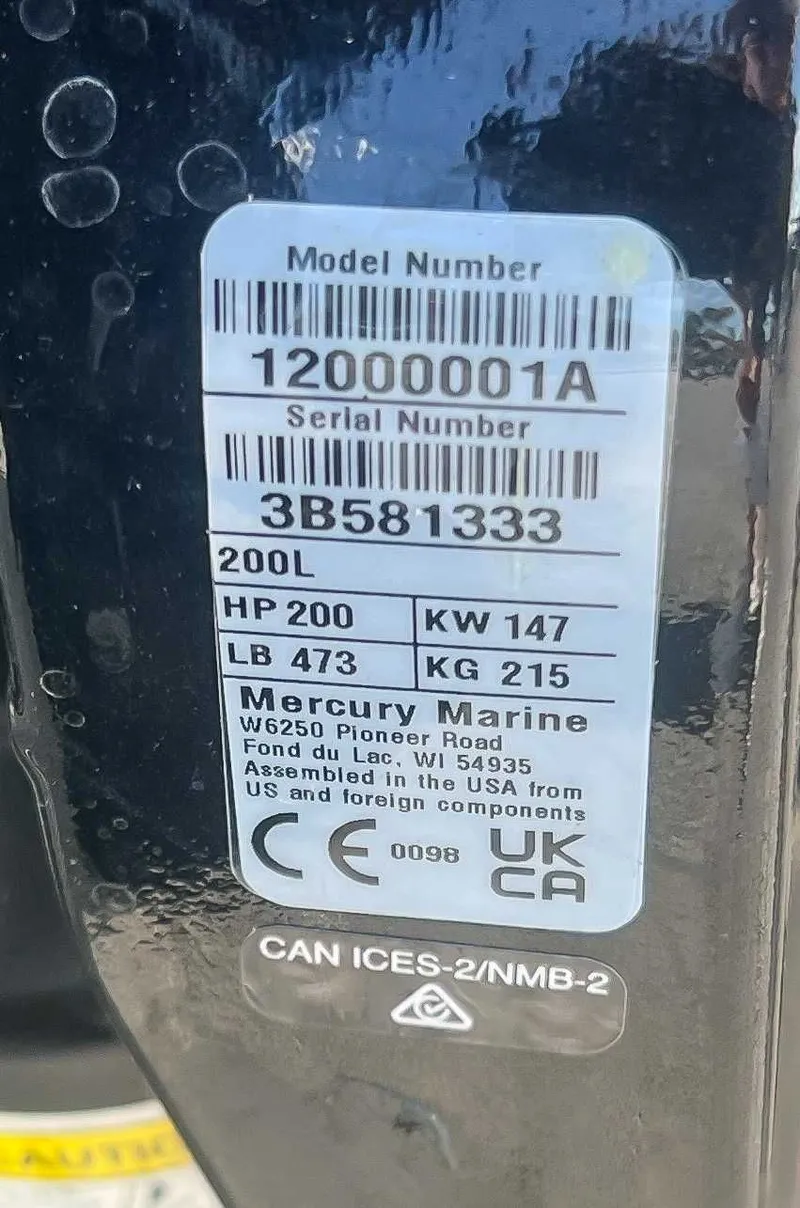 Model Number
12000001A
Serial Number
3B581333
200L
HP 200 KW 147
LB 473 KG 215
Mercury Marine
W6250 Pioneer Road
Fond du Lac, WI 54935
Assembled in the USA from
US and foreign components
CE 0098 UK
CA
CAN ICES-2/NMB-2
CAUTION